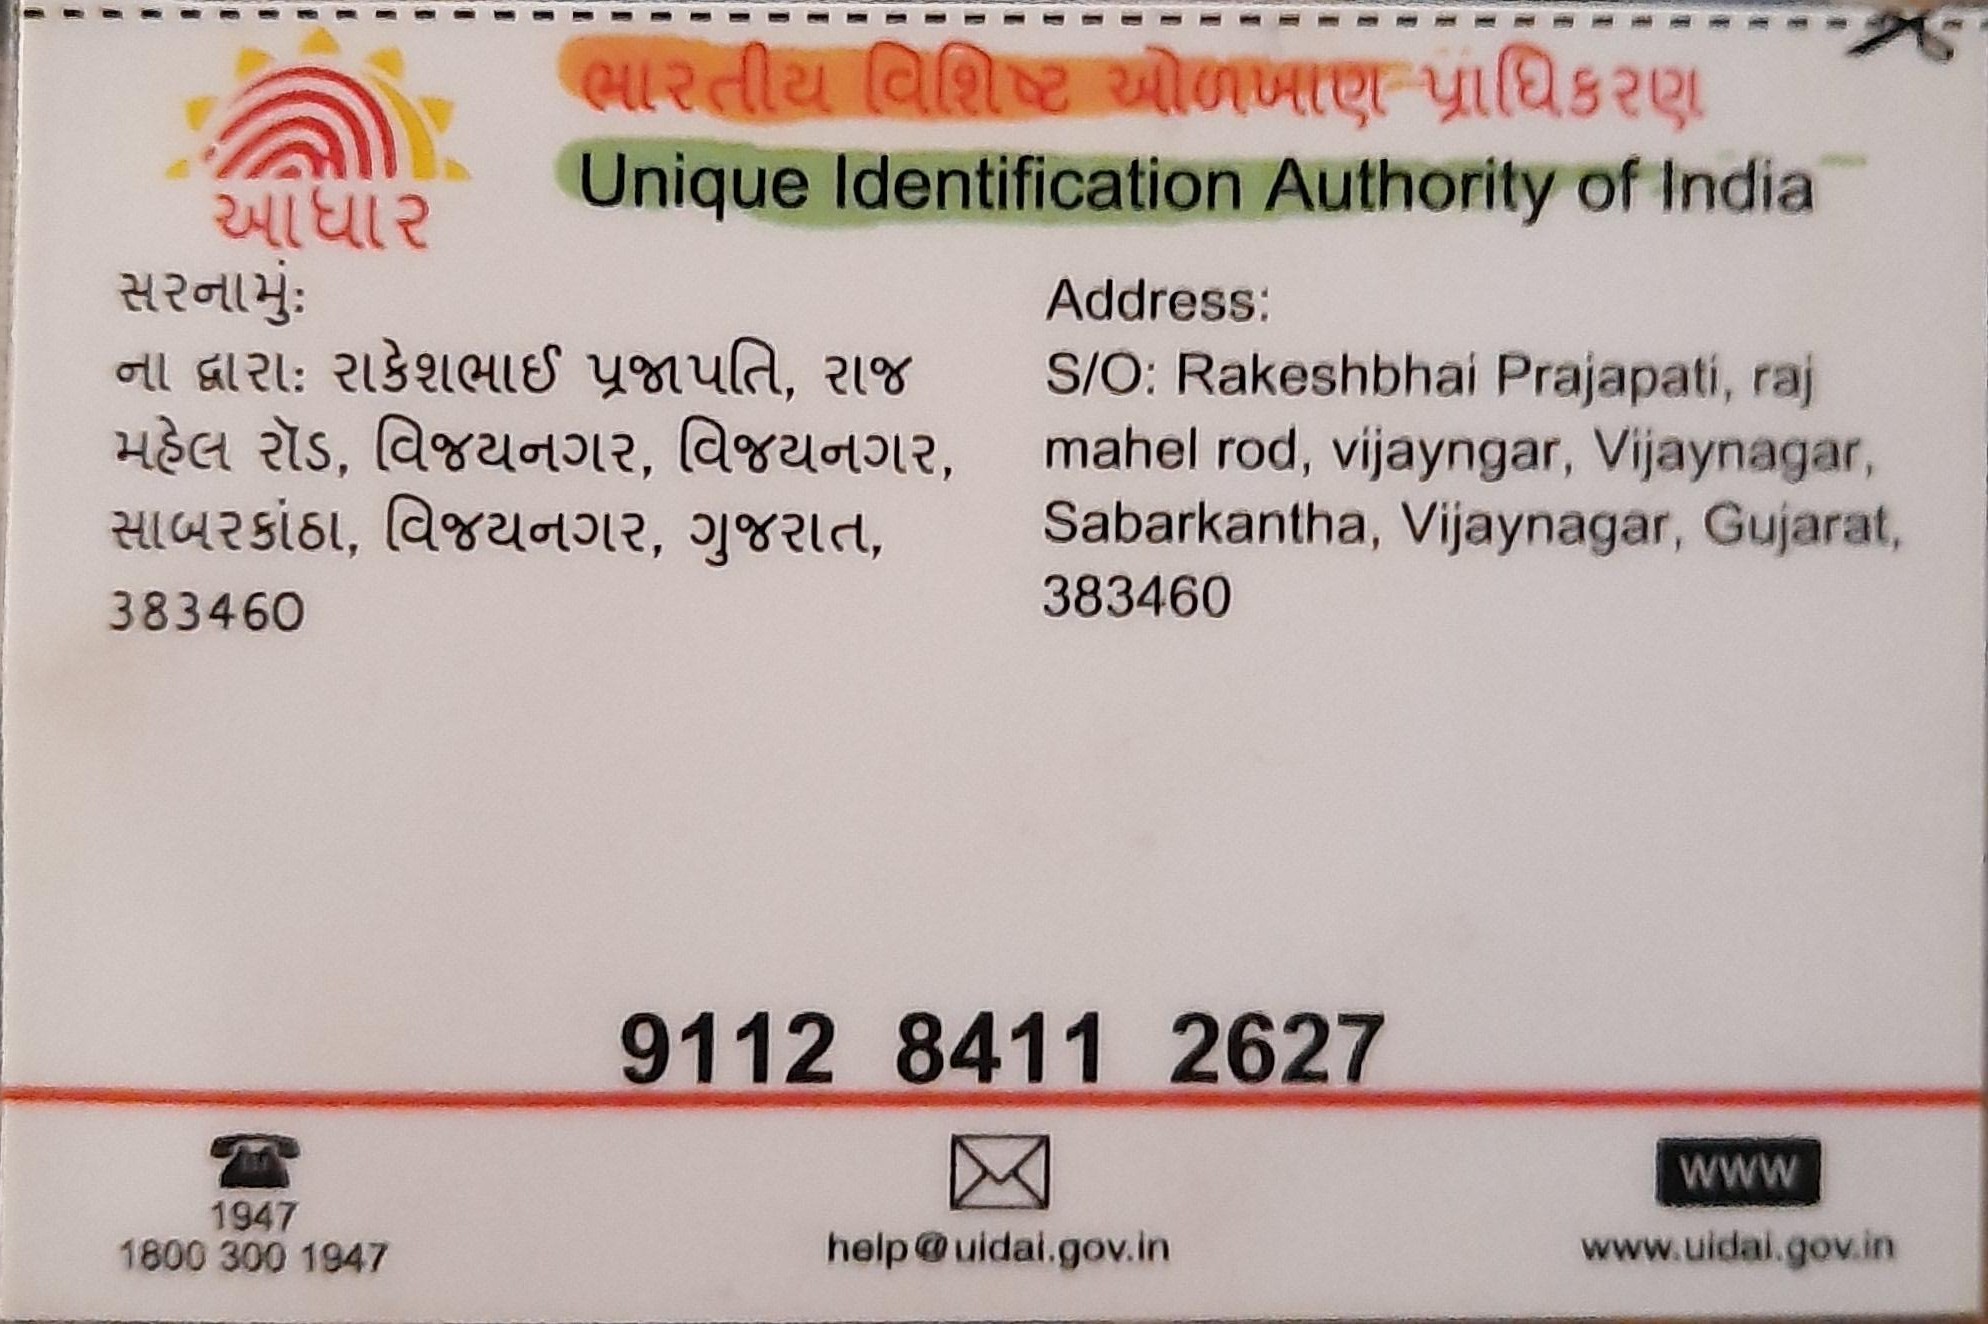 ભારતીય વિશિષ્ટ ઓળખાણ પ્રાધિકરણ
Unique Identification Authority of India
આધાર
સરનામું:
ના દ્વારા: રાકેશભાઈ પ્રજાપતિ, રાજ
મહેલ રોડ, વિજયનગર, વિજયનગર,
સાબરકાંઠા, વિજયનગર, ગુજરાત,
383460
Address:
S/O: Rakeshbhai Prajapati, raj
mahel rod, vijayngar, Vijaynagar,
Sabarkantha, Vijaynagar, Gujarat,
383460
9112 8411 2627
1947
1800 300 1947
help@uidai.gov.in
WWW
www.uidai.gov.in